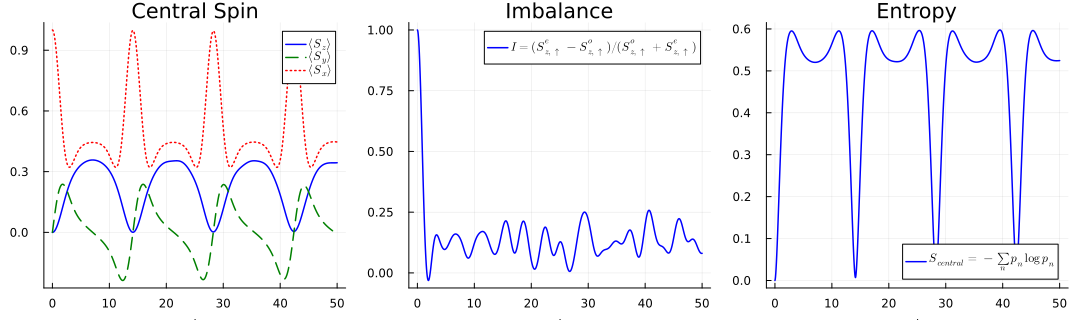 Central Spin
Imbalance
Entropy
⟨S_z⟩
⟨S_y⟩
⟨S_x⟩
I = (S^e_{z,↑} − S^o_{z,↑})/(S^o_{z,↑} + S^e_{z,↑})
S_{central} = − ∑_n p_n log p_n
0.9
0.6
0.3
0.0
0 10 20 30 40 50
1.00
0.75
0.50
0.25
0.00
0 10 20 30 40 50
0.6
0.5
0.4
0.3
0.2
0.1
0.0
0 10 20 30 40 50